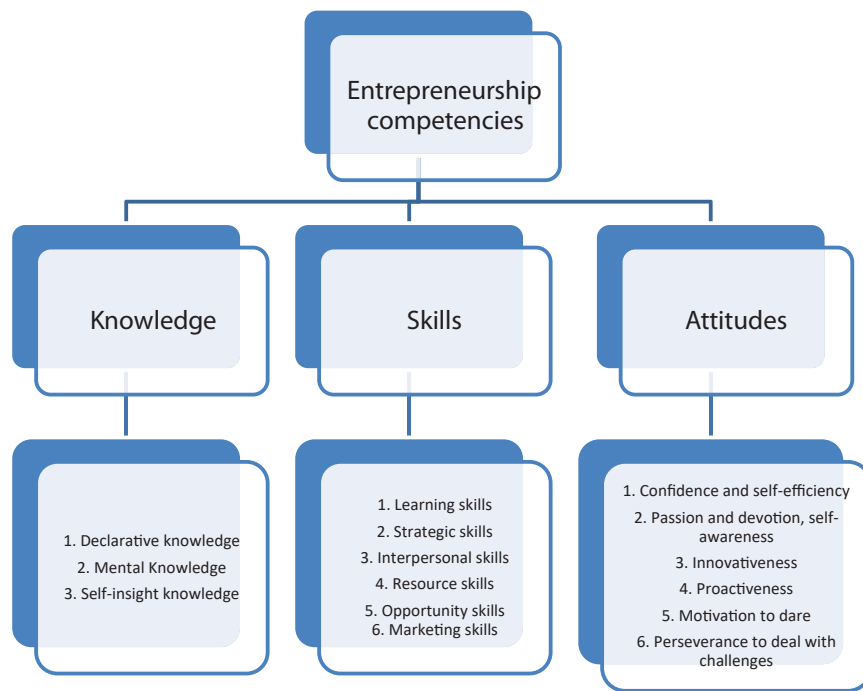 Entrepreneurship
competencies
Knowledge
Skills
Attitudes
1. Declarative knowledge
2. Mental Knowledge
3. Self-insight knowledge
1. Learning skills
2. Strategic skills
3. Interpersonal skills
4. Resource skills
5. Opportunity skills
6. Marketing skills
1. Confidence and self-efficiency
2. Passion and devotion, self-
awareness
3. Innovativeness
4. Proactiveness
5. Motivation to dare
6. Perseverance to deal with
challenges